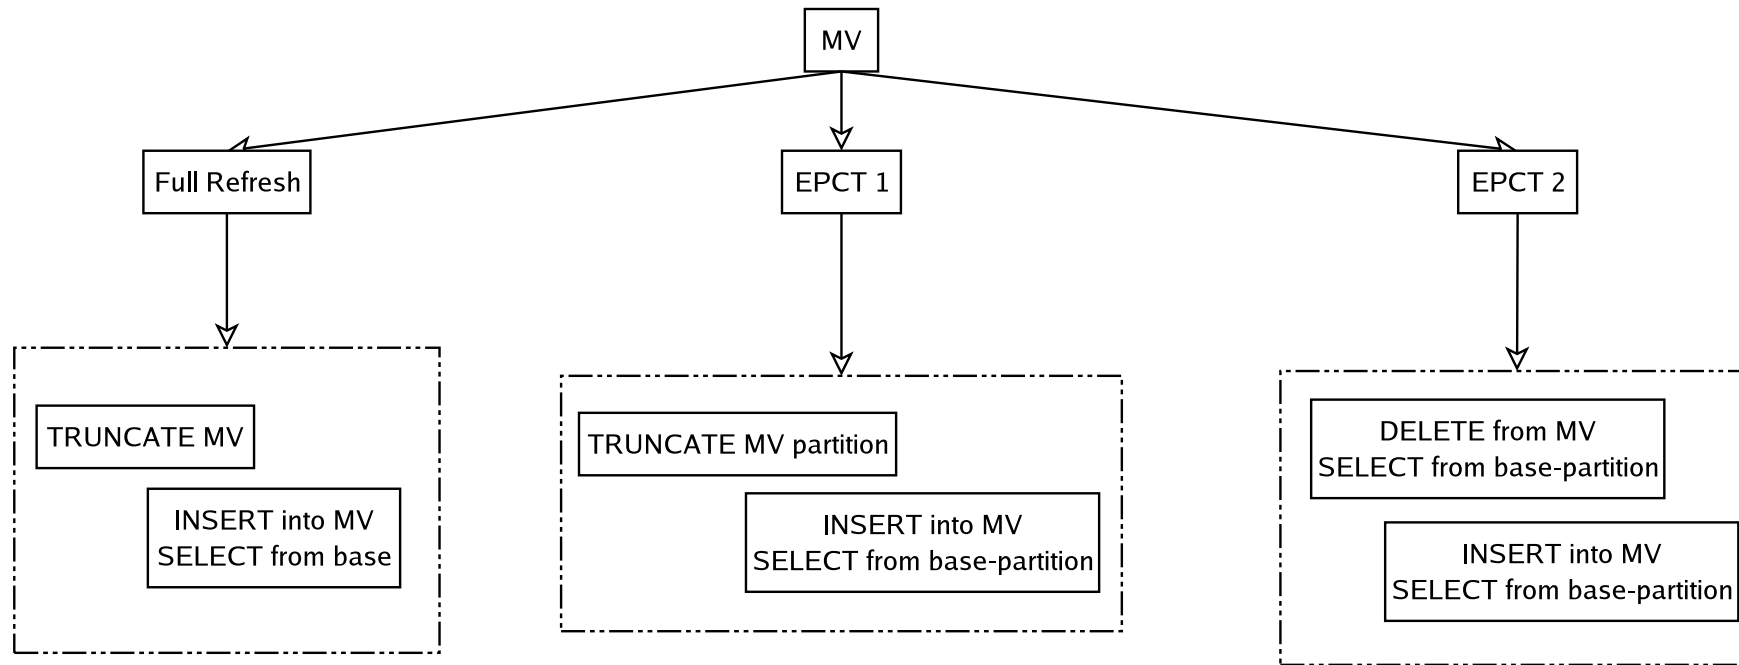 MV
Full Refresh
EPCT 1
EPCT 2
TRUNCATE MV
INSERT into MV
SELECT from base
TRUNCATE MV partition
INSERT into MV
SELECT from base-partition
DELETE from MV
SELECT from base-partition
INSERT into MV
SELECT from base-partition